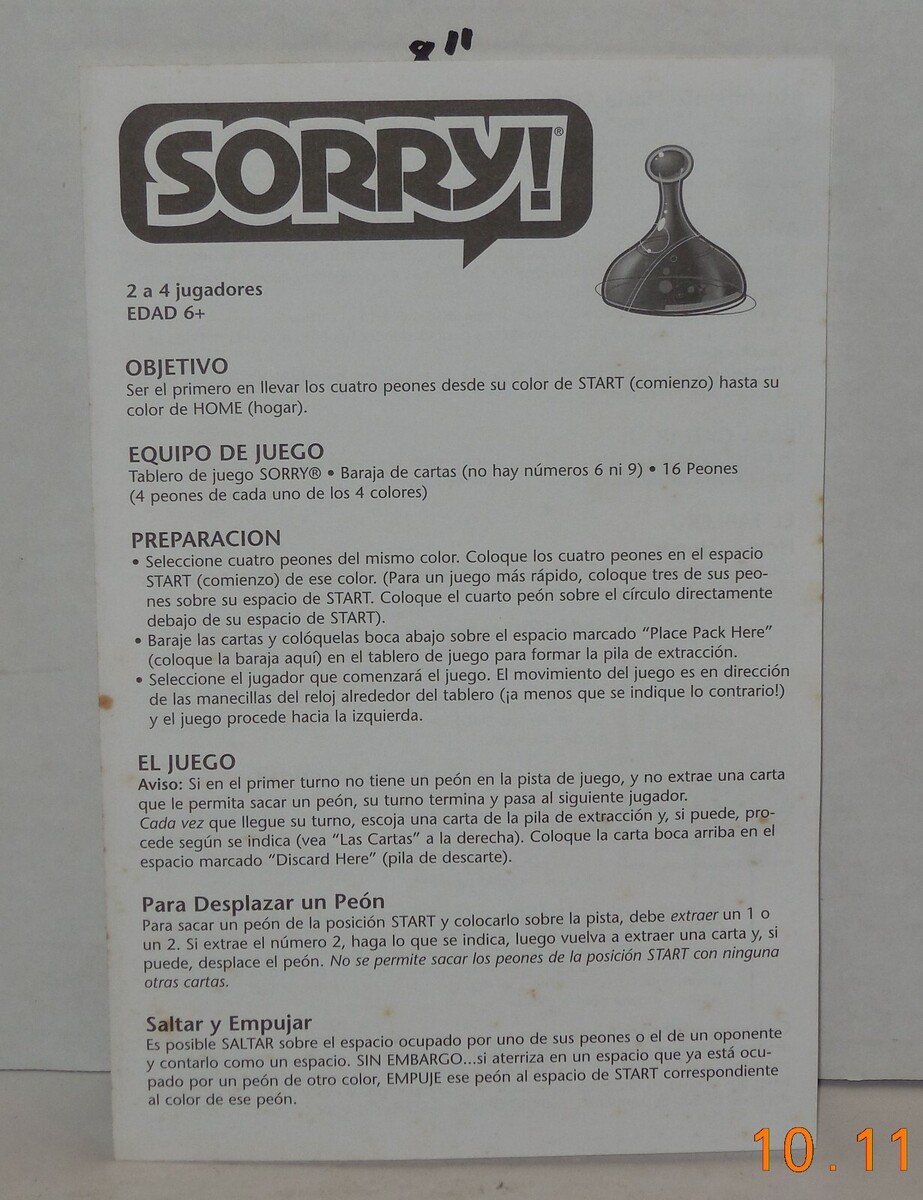 8"
SORRY!®
2 a 4 jugadores
EDAD 6+
OBJETIVO
Ser el primero en llevar los cuatro peones desde su color de START (comienzo) hasta su
color de HOME (hogar).
EQUIPO DE JUEGO
Tablero de juego SORRY® • Baraja de cartas (no hay números 6 ni 9) • 16 Peones
(4 peones de cada uno de los 4 colores)
PREPARACION
• Seleccione cuatro peones del mismo color. Coloque los cuatro peones en el espacio
START (comienzo) de ese color. (Para un juego más rápido, coloque tres de sus peo-
nes sobre su espacio de START. Coloque el cuarto peón sobre el círculo directamente
debajo de su espacio de START).
• Baraje las cartas y colóquelas boca abajo sobre el espacio marcado “Place Pack Here”
(coloque la baraja aquí) en el tablero de juego para formar la pila de extracción.
• Seleccione el jugador que comenzará el juego. El movimiento del juego es en dirección
de las manecillas del reloj alrededor del tablero (¡a menos que se indique lo contrario!)
y el juego procede hacia la izquierda.
EL JUEGO
Aviso: Si en el primer turno no tiene un peón en la pista de juego, y no extrae una carta
que le permita sacar un peón, su turno termina y pasa al siguiente jugador.
Cada vez que llegue su turno, escoja una carta de la pila de extracción y, si puede, pro-
cede según se indica (vea “Las Cartas” a la derecha). Coloque la carta boca arriba en el
espacio marcado “Discard Here” (pila de descarte).
Para Desplazar un Peón
Para sacar un peón de la posición START y colocarlo sobre la pista, debe extraer un 1 o
un 2. Si extrae el número 2, haga lo que se indica, luego vuelva a extraer una carta y, si
puede, desplace el peón. No se permite sacar los peones de la posición START con ninguna
otras cartas.
Saltar y Empujar
Es posible SALTAR sobre el espacio ocupado por uno de sus peones o el de un oponente
y contarlo como un espacio. SIN EMBARGO...si aterriza en un espacio que ya está ocu-
pado por un peón de otro color, EMPUJE ese peón al espacio de START correspondiente
al color de ese peón.
10.11